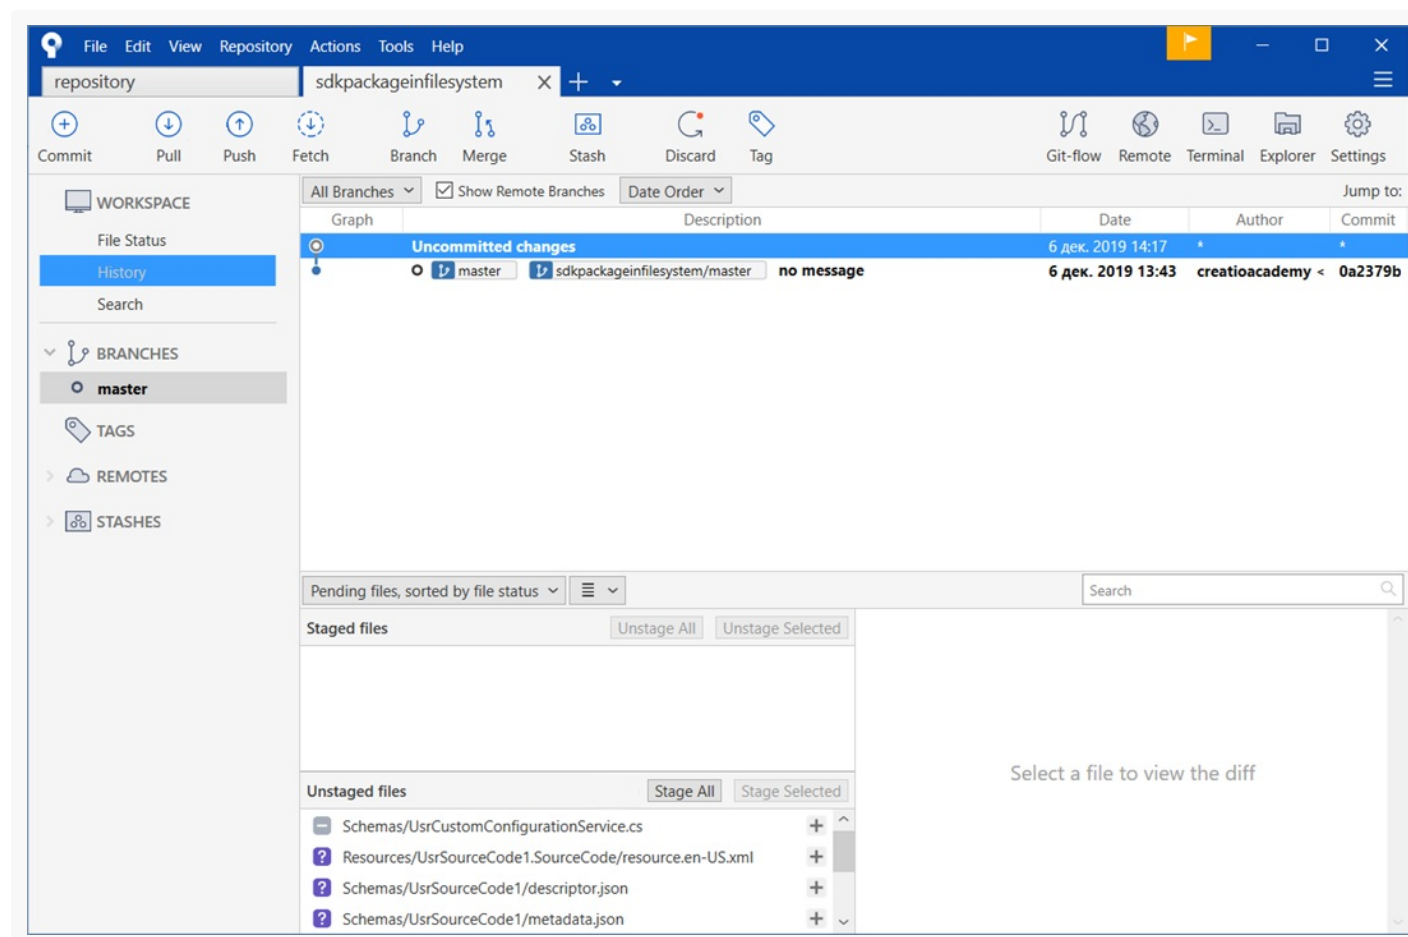 File Edit View Repository Actions Tools Help
repository sdkpackageinfilesystem
Commit Pull Push Fetch Branch Merge Stash Discard Tag Git-flow Remote Terminal Explorer Settings
All Branches Show Remote Branches Date Order Jump to:
Graph Description Date Author Commit
Uncommitted changes 6 дек. 2019 14:17 * *
master sdkpackageinfilesystem/master no message 6 дек. 2019 13:43 creatioacademy < 0a2379b
WORKSPACE
File Status
History
Search
BRANCHES
master
TAGS
REMOTES
STASHES
Pending files, sorted by file status Search
Staged files Unstage All Unstage Selected
Select a file to view the diff
Unstaged files Stage All Stage Selected
Schemas/UsrCustomConfigurationService.cs
Resources/UsrSourceCode1.SourceCode/resource.en-US.xml
Schemas/UsrSourceCode1/descriptor.json
Schemas/UsrSourceCode1/metadata.json